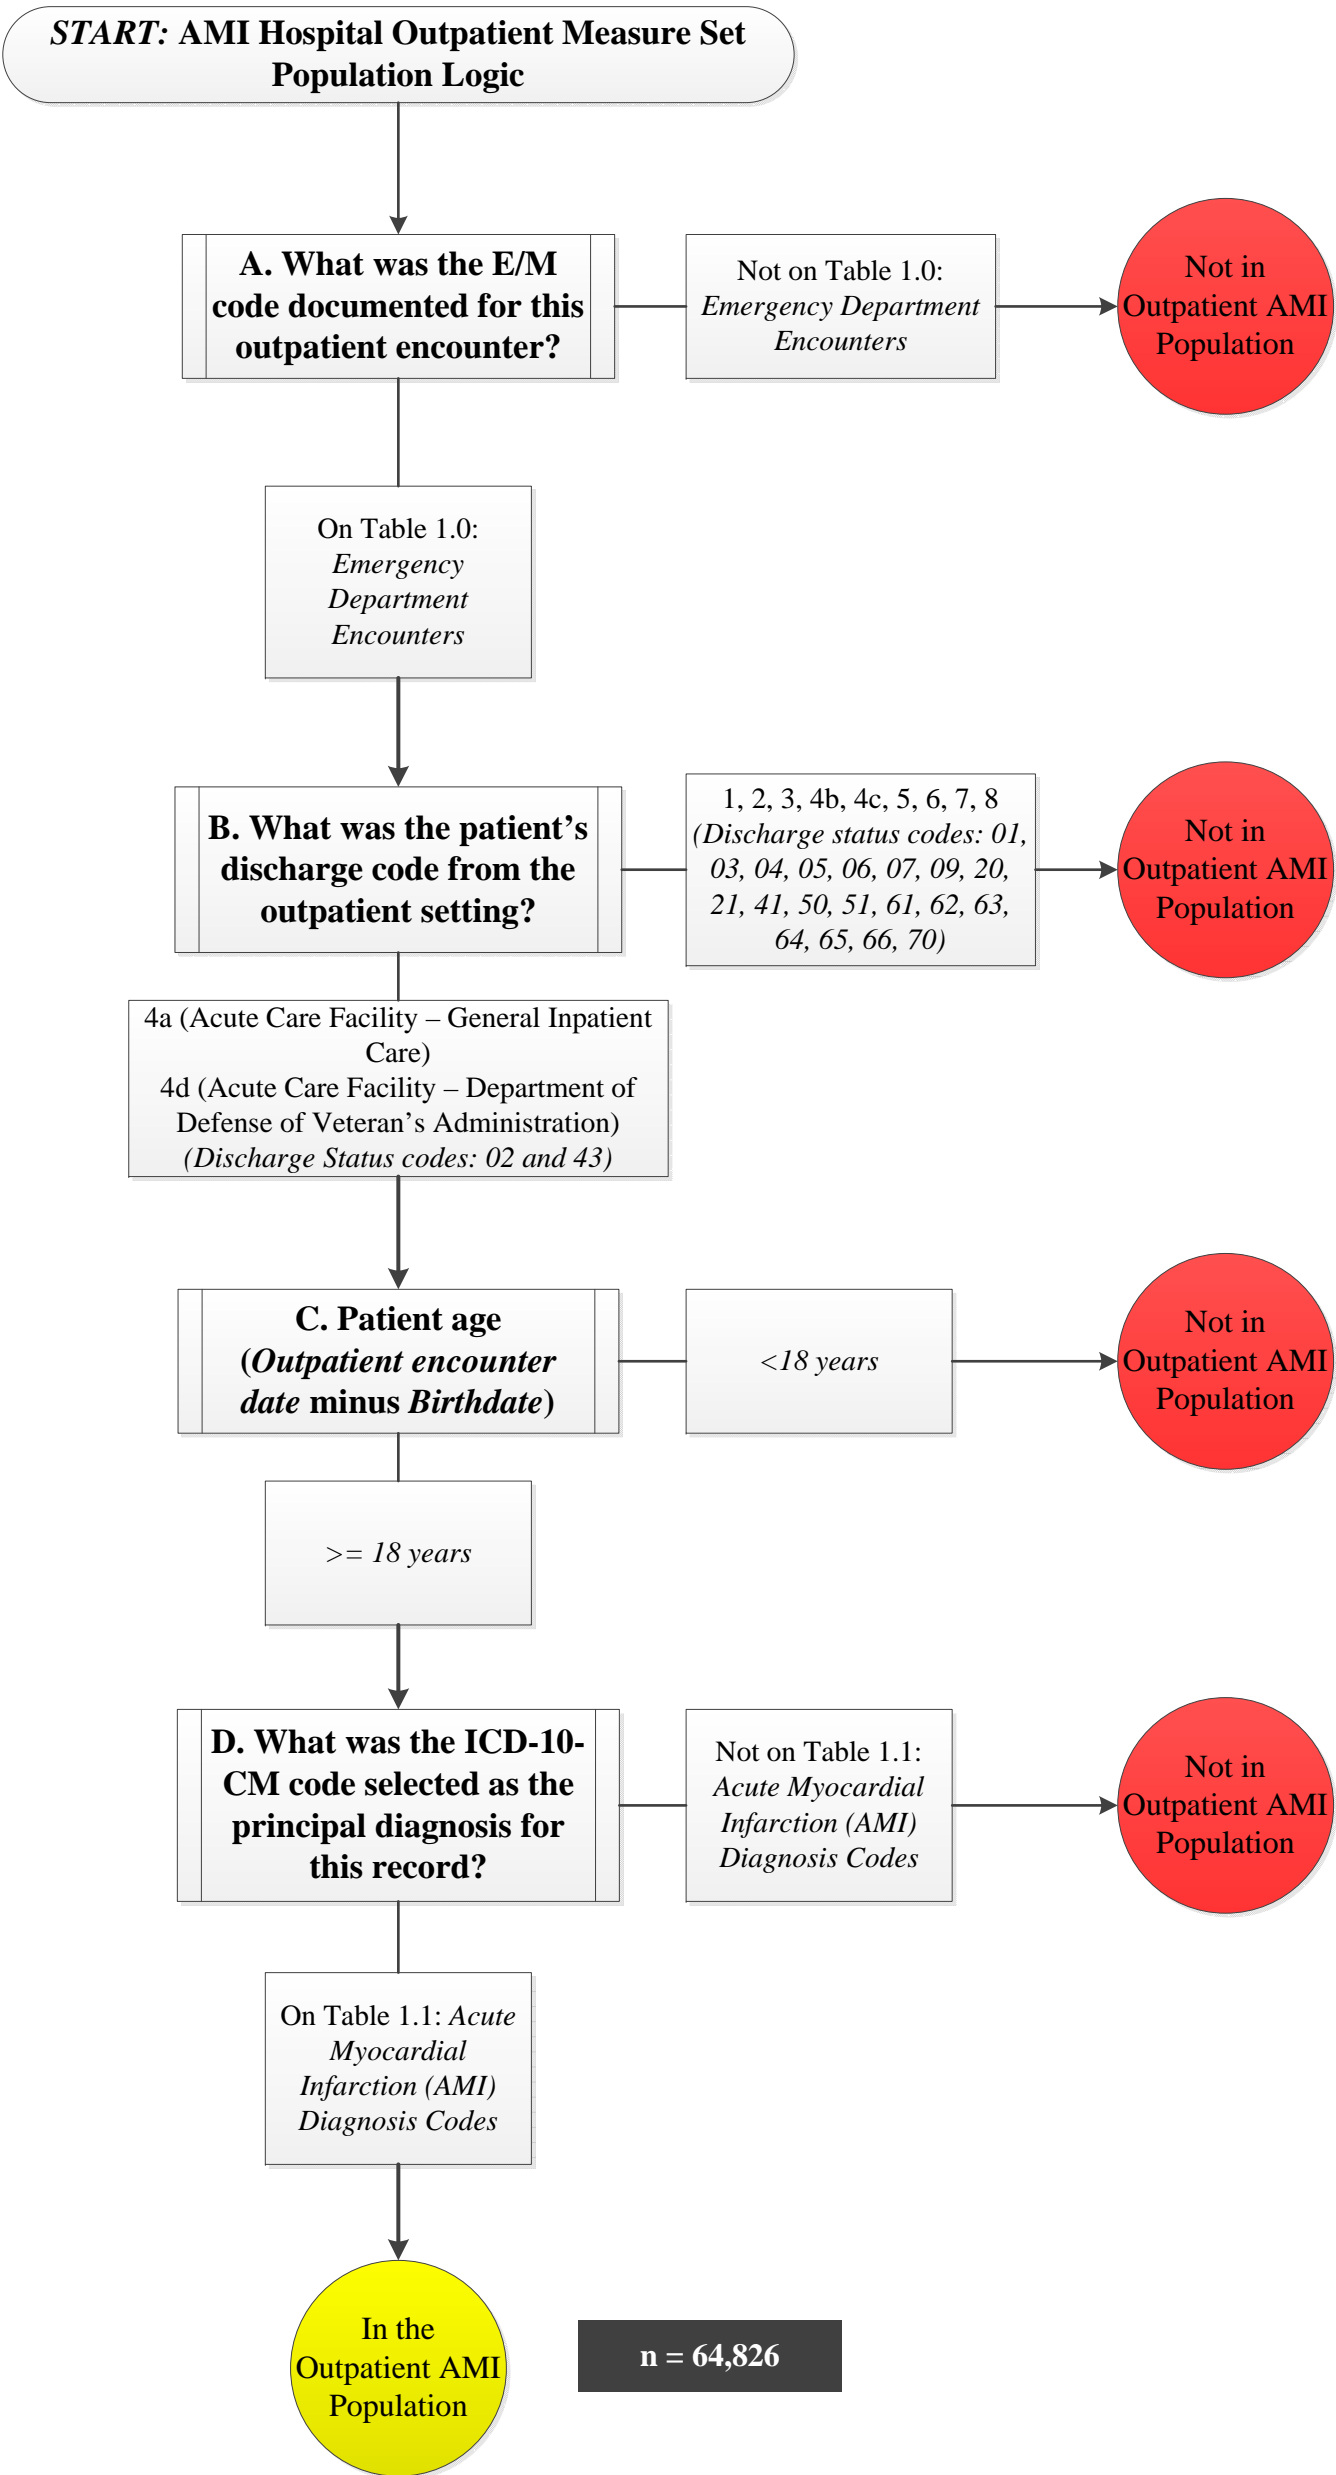 START: AMI Hospital Outpatient Measure Set
Population Logic
A. What was the E/M
code documented for this
outpatient encounter?
Not on Table 1.0:
Emergency Department
Encounters
Not in
Outpatient AMI
Population
On Table 1.0:
Emergency
Department
Encounters
B. What was the patient’s
discharge code from the
outpatient setting?
1, 2, 3, 4b, 4c, 5, 6, 7, 8
(Discharge status codes: 01,
03, 04, 05, 06, 07, 09, 20,
21, 41, 50, 51, 61, 62, 63,
64, 65, 66, 70)
Not in
Outpatient AMI
Population
4a (Acute Care Facility – General Inpatient
Care)
4d (Acute Care Facility – Department of
Defense of Veteran’s Administration)
(Discharge Status codes: 02 and 43)
C. Patient age
(Outpatient encounter
date minus Birthdate)
<18 years
Not in
Outpatient AMI
Population
>= 18 years
D. What was the ICD-10-
CM code selected as the
principal diagnosis for
this record?
Not on Table 1.1:
Acute Myocardial
Infarction (AMI)
Diagnosis Codes
Not in
Outpatient AMI
Population
On Table 1.1: Acute
Myocardial
Infarction (AMI)
Diagnosis Codes
In the
Outpatient AMI
Population
n = 64,826